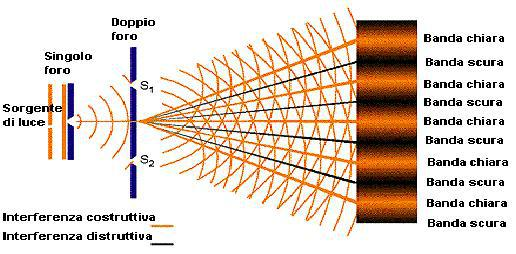 Doppio
foro
Singolo
foro
Sorgente
di luce
S1
S2
Banda chiara
Banda scura
Banda chiara
Banda scura
Banda chiara
Banda scura
Banda chiara
Banda scura
Banda chiara
Banda scura
Interferenza costruttiva
Interferenza distruttiva